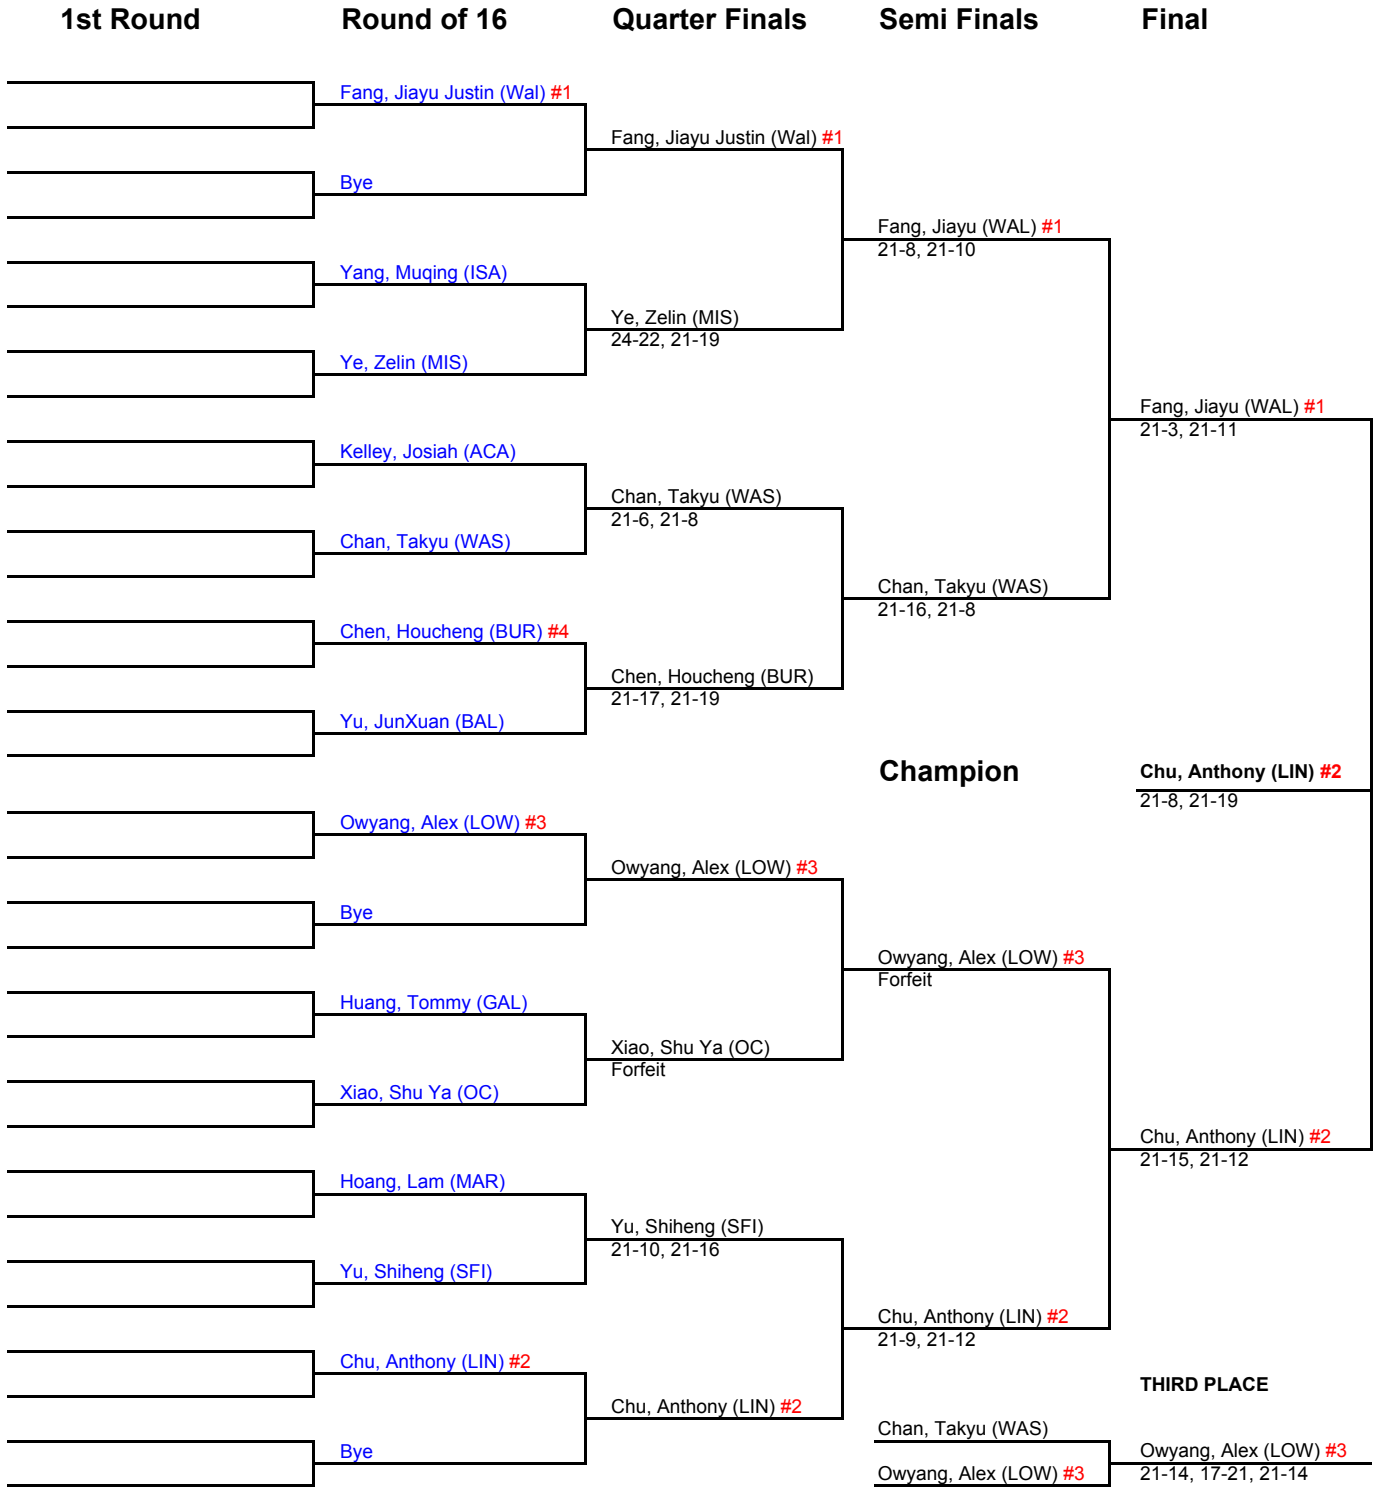 1st Round
Round of 16
Quarter Finals
Semi Finals
Final
Fang, Jiayu Justin (Wal) #1
Bye
Yang, Muqing (ISA)
Ye, Zelin (MIS)
Kelley, Josiah (ACA)
Chan, Takyu (WAS)
Chen, Houcheng (BUR) #4
Yu, JunXuan (BAL)
Owyang, Alex (LOW) #3
Bye
Huang, Tommy (GAL)
Xiao, Shu Ya (OC)
Hoang, Lam (MAR)
Yu, Shiheng (SFI)
Chu, Anthony (LIN) #2
Bye
Fang, Jiayu Justin (Wal) #1
Ye, Zelin (MIS)
24-22, 21-19
Chan, Takyu (WAS)
21-6, 21-8
Chen, Houcheng (BUR)
21-17, 21-19
Owyang, Alex (LOW) #3
Xiao, Shu Ya (OC)
Forfeit
Yu, Shiheng (SFI)
21-10, 21-16
Chu, Anthony (LIN) #2
Fang, Jiayu (WAL) #1
21-8, 21-10
Chan, Takyu (WAS)
21-16, 21-8
Owyang, Alex (LOW) #3
Forfeit
Chu, Anthony (LIN) #2
21-9, 21-12
Fang, Jiayu (WAL) #1
21-3, 21-11
Chu, Anthony (LIN) #2
21-15, 21-12
Champion
Chu, Anthony (LIN) #2
21-8, 21-19
THIRD PLACE
Chan, Takyu (WAS)
Owyang, Alex (LOW) #3
Owyang, Alex (LOW) #3
21-14, 17-21, 21-14